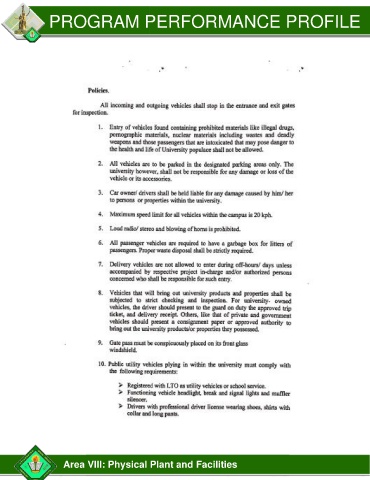 PROGRAM PERFORMANCE PROFILE
Policies.
All incoming and outgoing vehicles shall stop in the entrance and exit gates
for inspection.
1. Entry of vehicles found containing prohibited materials like illegal drugs,
pornographic materials, nuclear materials including wastes and deadly
weapons and those passengers that are intoxicated that may pose danger to
the health and life of University populace shall not be allowed.
2. All vehicles are to be parked in the designated parking areas only. The
university however, shall not be responsible for any damage or loss of the
vehicle or its accessories.
3. Car owner/ drivers shall be held liable for any damage caused by him/ her
to persons or properties within the university.
4. Maximum speed limit for all vehicles within the campus is 20 kph.
5. Loud radio/ stereo and blowing of horns is prohibited.
6. All passenger vehicles are required to have a garbage box for litters of
passengers. Proper waste disposal shall be strictly required.
7. Delivery vehicles are not allowed to enter during off-hours/ days unless
accompanied by respective project in-charge and/or authorized persons
concerned who shall be responsible for such entry.
8. Vehicles that will bring out university products and properties shall be
subjected to strict checking and inspection. For university- owned
vehicles, the driver should present to the guard on duty the approved trip
ticket, and delivery receipt. Others, like that of private and government
vehicles should present a consignment paper or approved authority to
bring out the university products/or properties they possessed.
9. Gate pass must be conspicuously placed on its front glass
windshield.
10. Public utility vehicles plying in within the university must comply with
the following requirements:
➢ Registered with LTO as utility vehicles or school service.
➢ Functioning vehicle headlight, break and signal lights and muffler
silencer.
➢ Drivers with professional driver license wearing shoes, shirts with
collar and long pants.
Area VIII: Physical Plant and Facilities